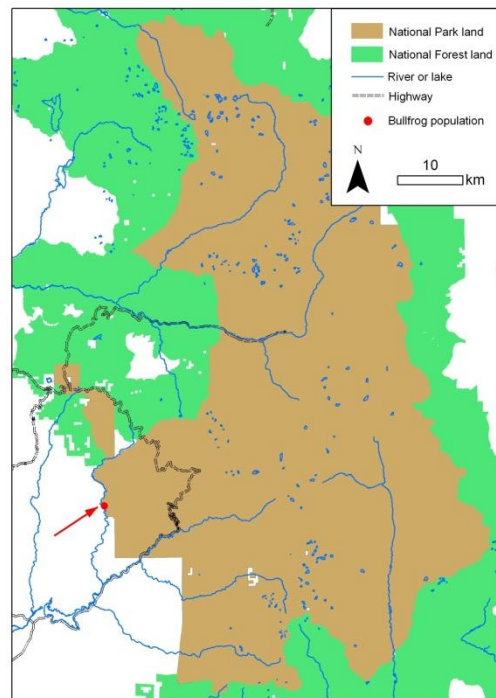 National Park land
National Forest land
River or lake
Highway
Bullfrog population
N
10
km